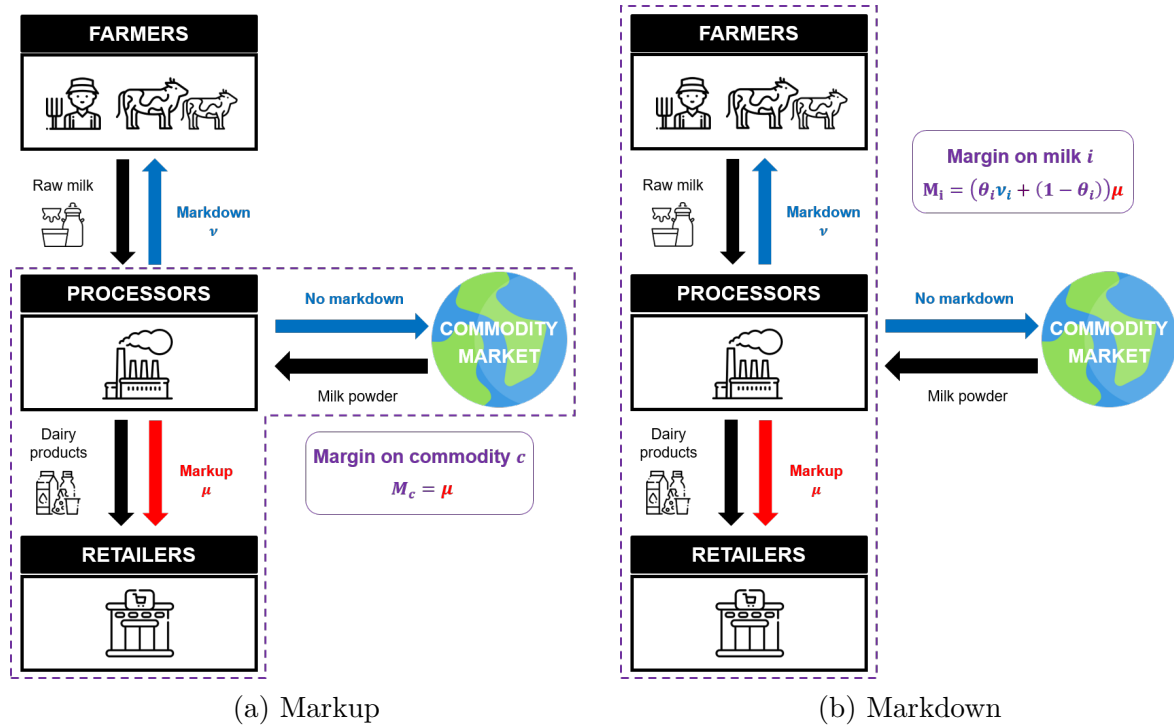 FARMERS
Raw milk
Markdown
ν
PROCESSORS
No markdown
COMMODITY
MARKET
Milk powder
Dairy
products
Markup
μ
Margin on commodity c
M_c = μ
RETAILERS
(a) Markup
FARMERS
Raw milk
Markdown
ν
Margin on milk i
M_i = (θ_i ν_i + (1 − θ_i))μ
PROCESSORS
No markdown
COMMODITY
MARKET
Milk powder
Dairy
products
Markup
μ
RETAILERS
(b) Markdown